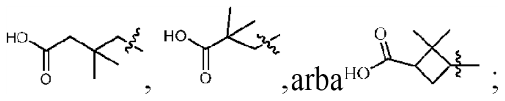 HO O , HO O , arba HO O ;